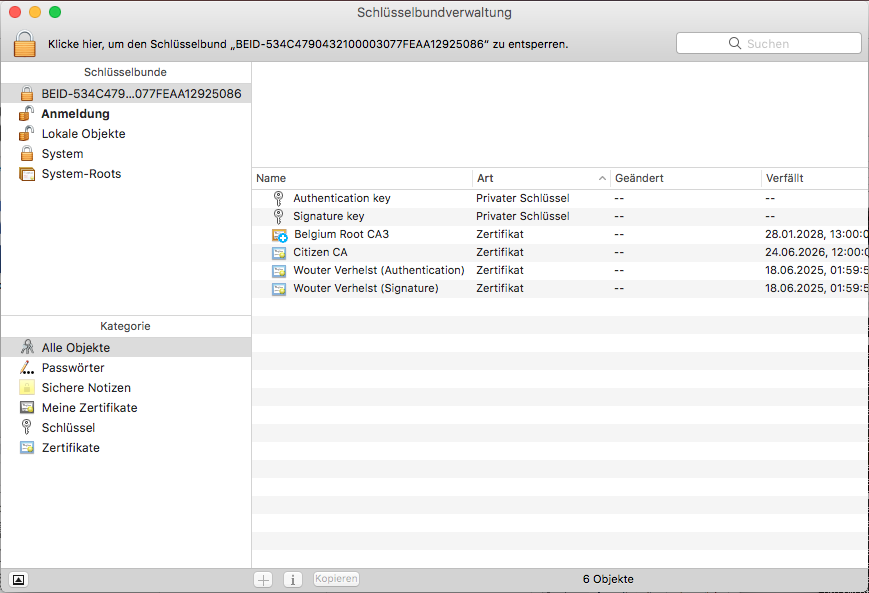 Schlüsselbundverwaltung
Klicke hier, um den Schlüsselbund „BEID-534C4790432100003077FEAA12925086“ zu entsperren.
Suchen
Schlüsselbunde
BEID-534C479...077FEAA12925086
Anmeldung
Lokale Objekte
System
System-Roots
Name Art Geändert Verfällt
Authentication key Privater Schlüssel -- --
Signature key Privater Schlüssel -- --
Belgium Root CA3 Zertifikat -- 28.01.2028, 13:00:0
Citizen CA Zertifikat -- 24.06.2026, 12:00:0
Wouter Verhelst (Authentication) Zertifikat -- 18.06.2025, 01:59:5
Wouter Verhelst (Signature) Zertifikat -- 18.06.2025, 01:59:5
Kategorie
Alle Objekte
Passwörter
Sichere Notizen
Meine Zertifikate
Schlüssel
Zertifikate
Kopieren
6 Objekte